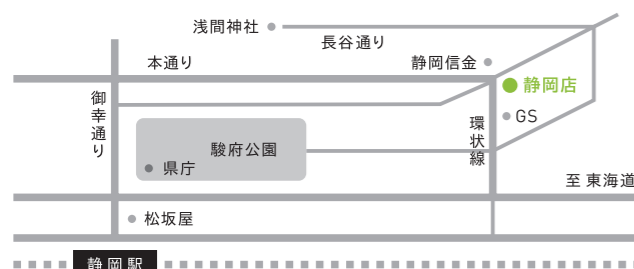 浅間神社
長谷通り
本通り
静岡信金
静岡店
御幸通り
GS
環状線
駿府公園
県庁
至 東海道
松坂屋
静岡駅